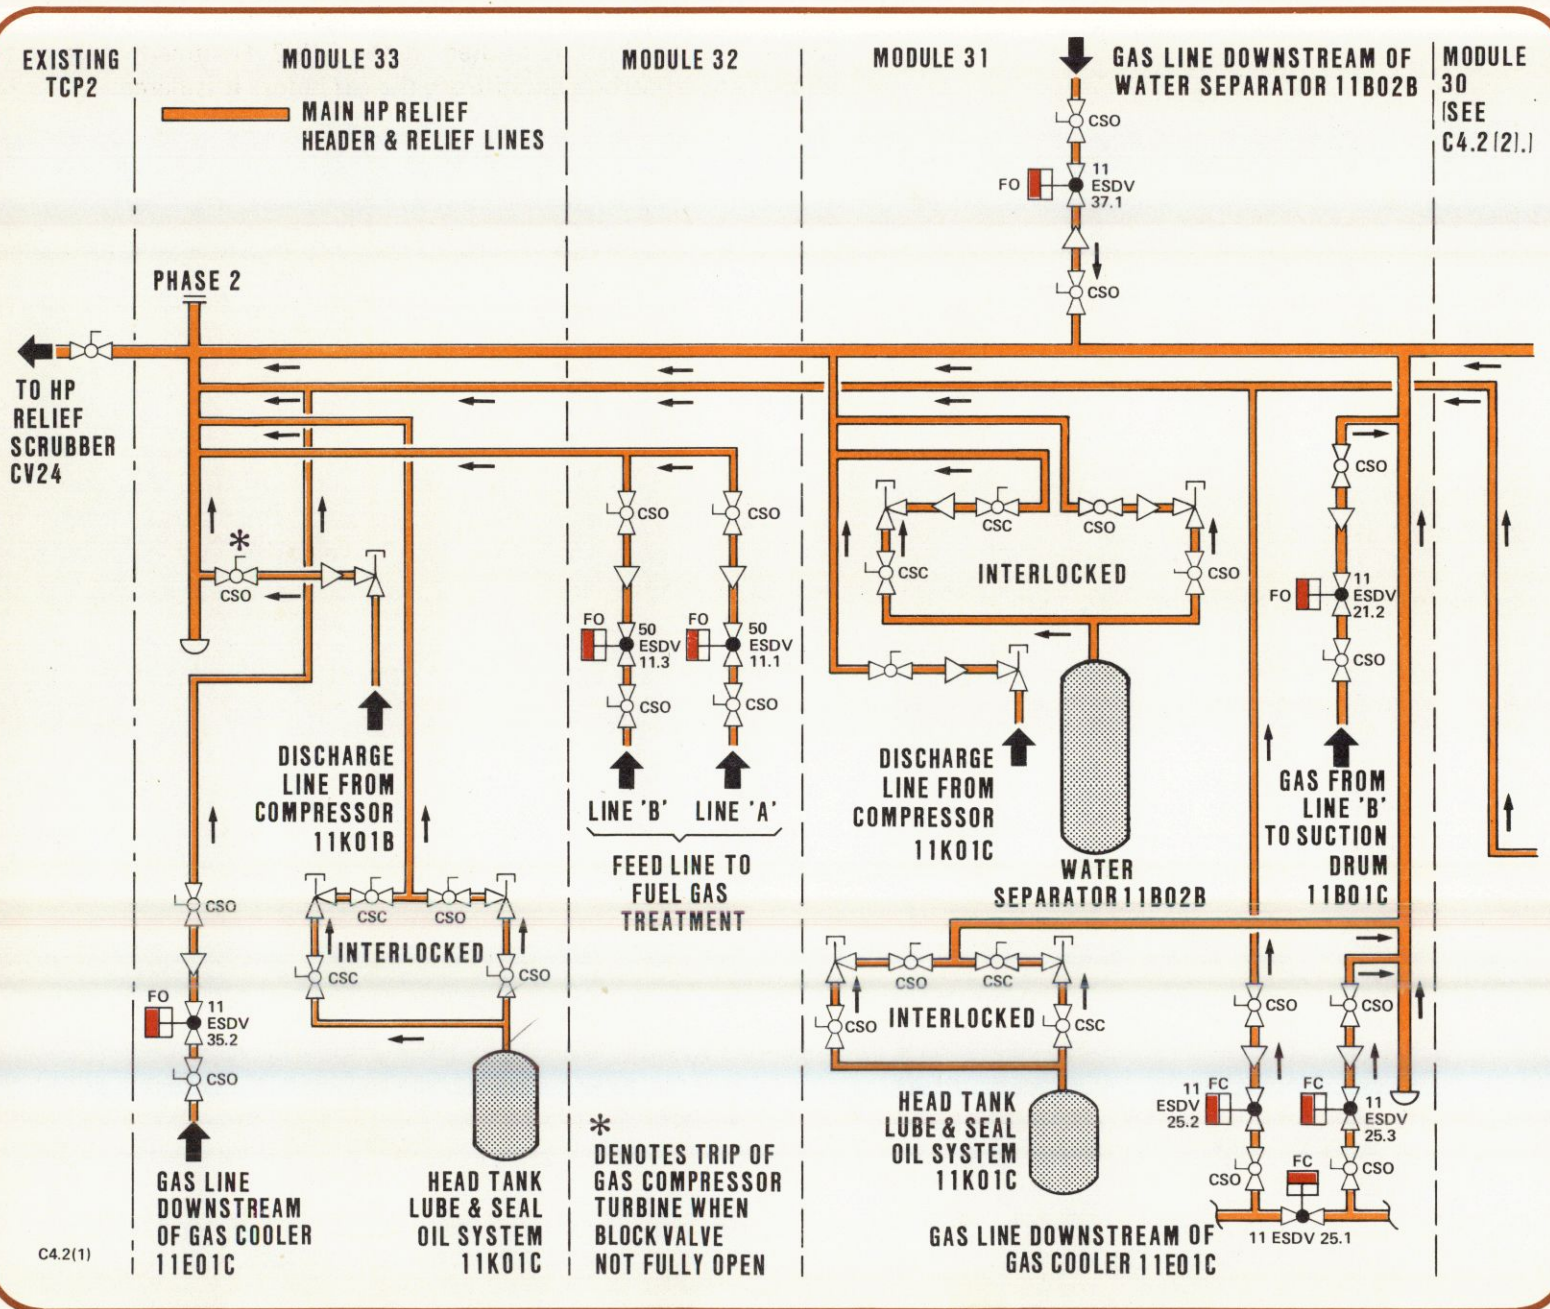 EXISTING
TCP2
MODULE 33
MAIN HP RELIEF
HEADER & RELIEF LINES
MODULE 32
MODULE 31
GAS LINE DOWNSTREAM OF
WATER SEPARATOR 11B02B
MODULE
30
(SEE
C4.2(2).)
CSO
FO
11
ESDV
37.1
CSO
PHASE 2
TO HP
RELIEF
SCRUBBER
CV24
*
CSO
DISCHARGE
LINE FROM
COMPRESSOR
11K01B
CSO
FO
11
ESDV
35.2
CSO
GAS LINE
DOWNSTREAM
OF GAS COOLER
11E01C
CSC
CSO
INTERLOCKED
CSC
CSO
HEAD TANK
LUBE & SEAL
OIL SYSTEM
11K01C
CSO
CSO
FO
50
ESDV
11.3
FO
50
ESDV
11.1
CSO
CSO
LINE 'B'
LINE 'A'
FEED LINE TO
FUEL GAS
TREATMENT
*
DENOTES TRIP OF
GAS COMPRESSOR
TURBINE WHEN
BLOCK VALVE
NOT FULLY OPEN
CSC
CSO
CSC
INTERLOCKED
CSO
DISCHARGE
LINE FROM
COMPRESSOR
11K01C
WATER
SEPARATOR 11B02B
CSO
FO
11
ESDV
21.2
CSO
GAS FROM
LINE 'B'
TO SUCTION
DRUM
11B01C
CSO
CSC
CSO
INTERLOCKED
CSC
HEAD TANK
LUBE & SEAL
OIL SYSTEM
11K01C
CSO
CSO
11
ESDV
25.2
FC
FC
11
ESDV
25.3
CSO
FC
CSO
11 ESDV 25.1
GAS LINE DOWNSTREAM OF
GAS COOLER 11E01C
C4.2(1)